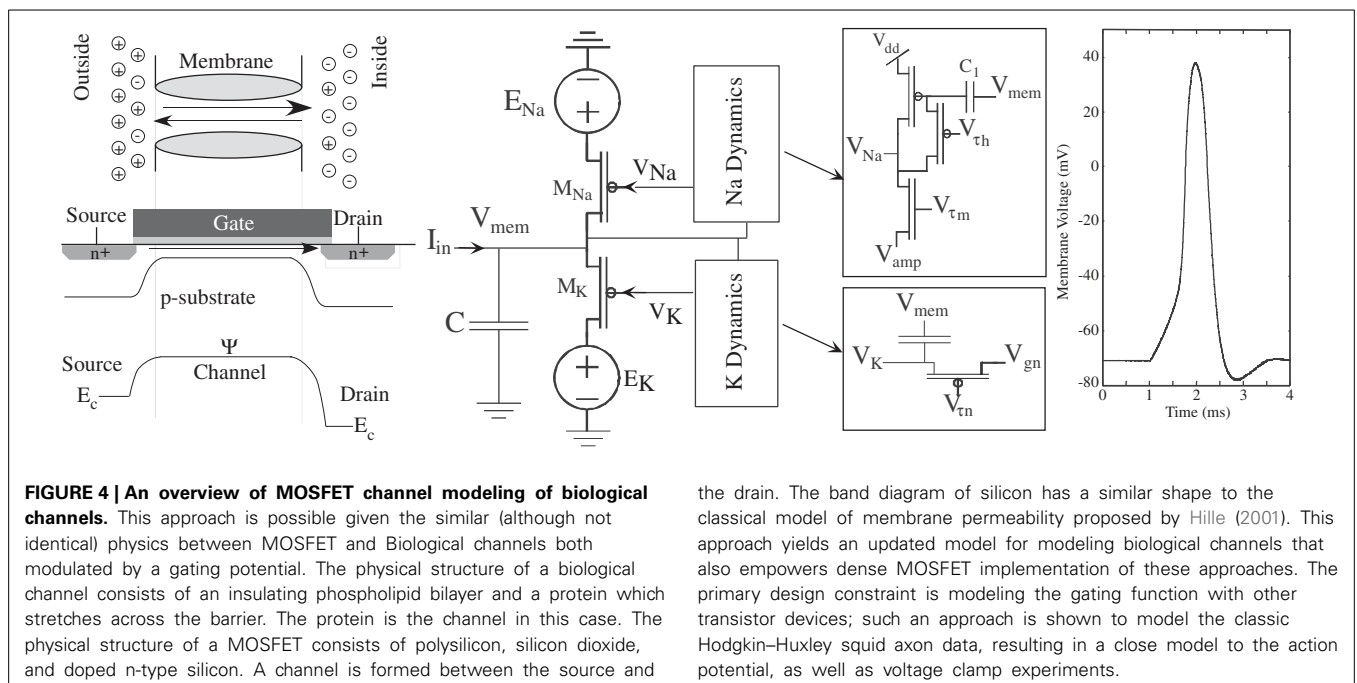 Outside
Membrane
Inside
Source
Gate
Drain
n+
n+
p-substrate
Source
Ψ
Channel
E_c
Drain
E_c
E_Na
M_Na
V_Na
Na Dynamics
I_in
V_mem
M_K
V_K
K Dynamics
C
E_K
V_dd
C_1
V_mem
V_τh
V_Na
V_τm
V_amp
V_mem
V_K
V_gn
V_τn
Membrane Voltage (mV)
40
20
0
-20
-40
-60
-80
0 1 2 3 4
Time (ms)
FIGURE 4 | An overview of MOSFET channel modeling of biological
channels. This approach is possible given the similar (although not
identical) physics between MOSFET and Biological channels both
modulated by a gating potential. The physical structure of a biological
channel consists of an insulating phospholipid bilayer and a protein which
stretches across the barrier. The protein is the channel in this case. The
physical structure of a MOSFET consists of polysilicon, silicon dioxide,
and doped n-type silicon. A channel is formed between the source and
the drain. The band diagram of silicon has a similar shape to the
classical model of membrane permeability proposed by Hille (2001). This
approach yields an updated model for modeling biological channels that
also empowers dense MOSFET implementation of these approaches. The
primary design constraint is modeling the gating function with other
transistor devices; such an approach is shown to model the classic
Hodgkin–Huxley squid axon data, resulting in a close model to the action
potential, as well as voltage clamp experiments.